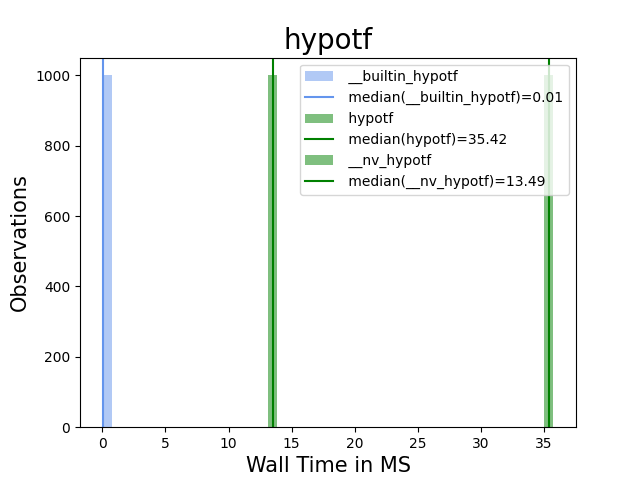 hypotf
1000
800
600
400
200
0
Observations
__builtin_hypotf
median(__builtin_hypotf)=0.01
hypotf
median(hypotf)=35.42
__nv_hypotf
median(__nv_hypotf)=13.49
0 5 10 15 20 25 30 35
Wall Time in MS